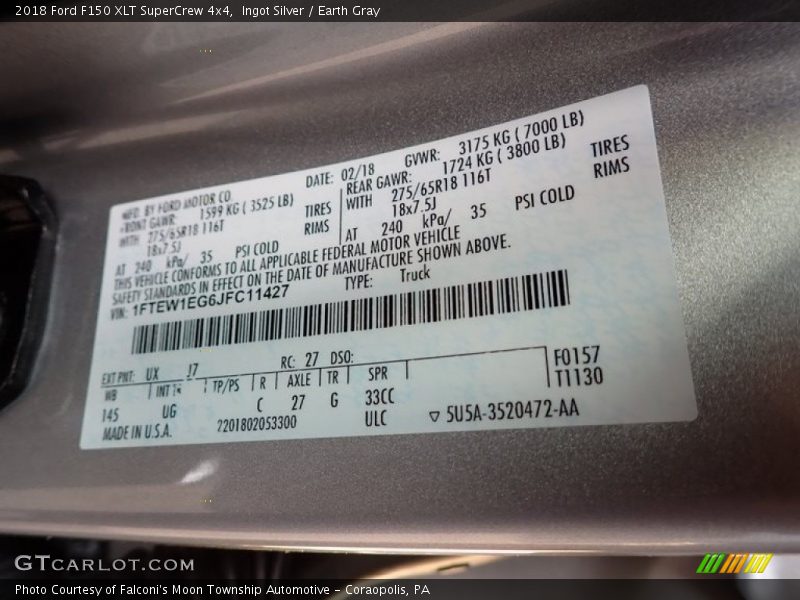 2018 Ford F150 XLT SuperCrew 4x4,  Ingot Silver / Earth Gray
MFD. BY FORD MOTOR CO.
DATE: 02/18
GVWR: 3175 KG ( 7000 LB)
FRONT GAWR: 1599 KG ( 3525 LB)
REAR GAWR: 1724 KG ( 3800 LB)
WITH 275/65R18 116T TIRES
WITH 275/65R18 116T TIRES
18x7.5J RIMS
18x7.5J RIMS
AT 240 kPa/ 35 PSI COLD
AT 240 kPa/ 35 PSI COLD
THIS VEHICLE CONFORMS TO ALL APPLICABLE FEDERAL MOTOR VEHICLE
SAFETY STANDARDS IN EFFECT ON THE DATE OF MANUFACTURE SHOWN ABOVE.
VIN: 1FTEW1EG6JFC11427
TYPE: Truck
EXT PNT: UX J7 RC: 27 DSO: F0157
WB INT TR TP/PS R AXLE TR SPR T1130
145 UG C 27 G 33CC
MADE IN U.S.A. 2201802053300 ULC ▽ 5U5A-3520472-AA
GTCARLOT.COM
Photo Courtesy of Falconi's Moon Township Automotive – Coraopolis, PA